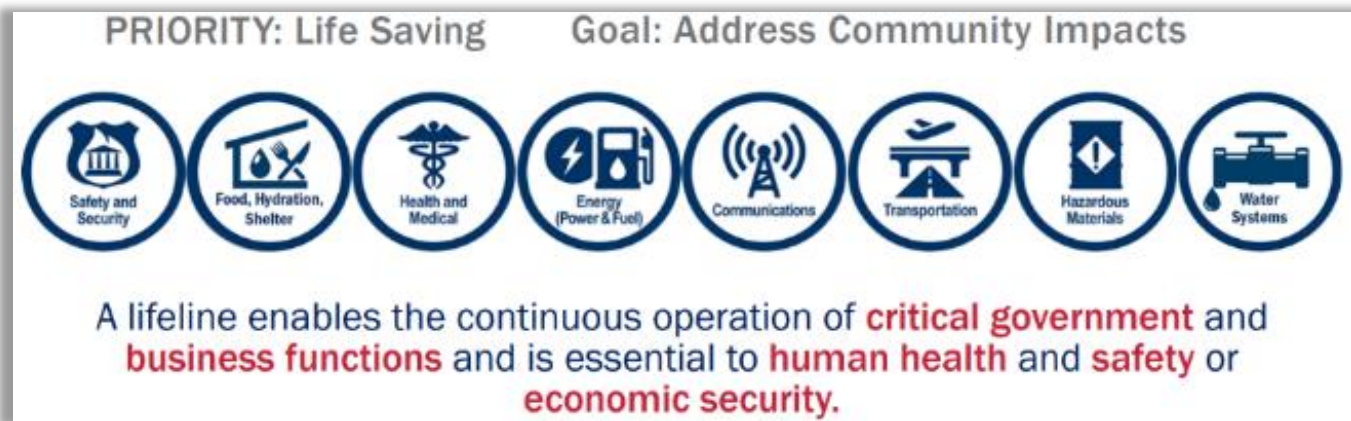 PRIORITY: Life Saving Goal: Address Community Impacts
Safety and
Security
Food, Hydration,
Shelter
Health and
Medical
Energy
(Power & Fuel)
Communications
Transportation
Hazardous
Materials
Water
Systems
A lifeline enables the continuous operation of critical government and
business functions and is essential to human health and safety or
economic security.